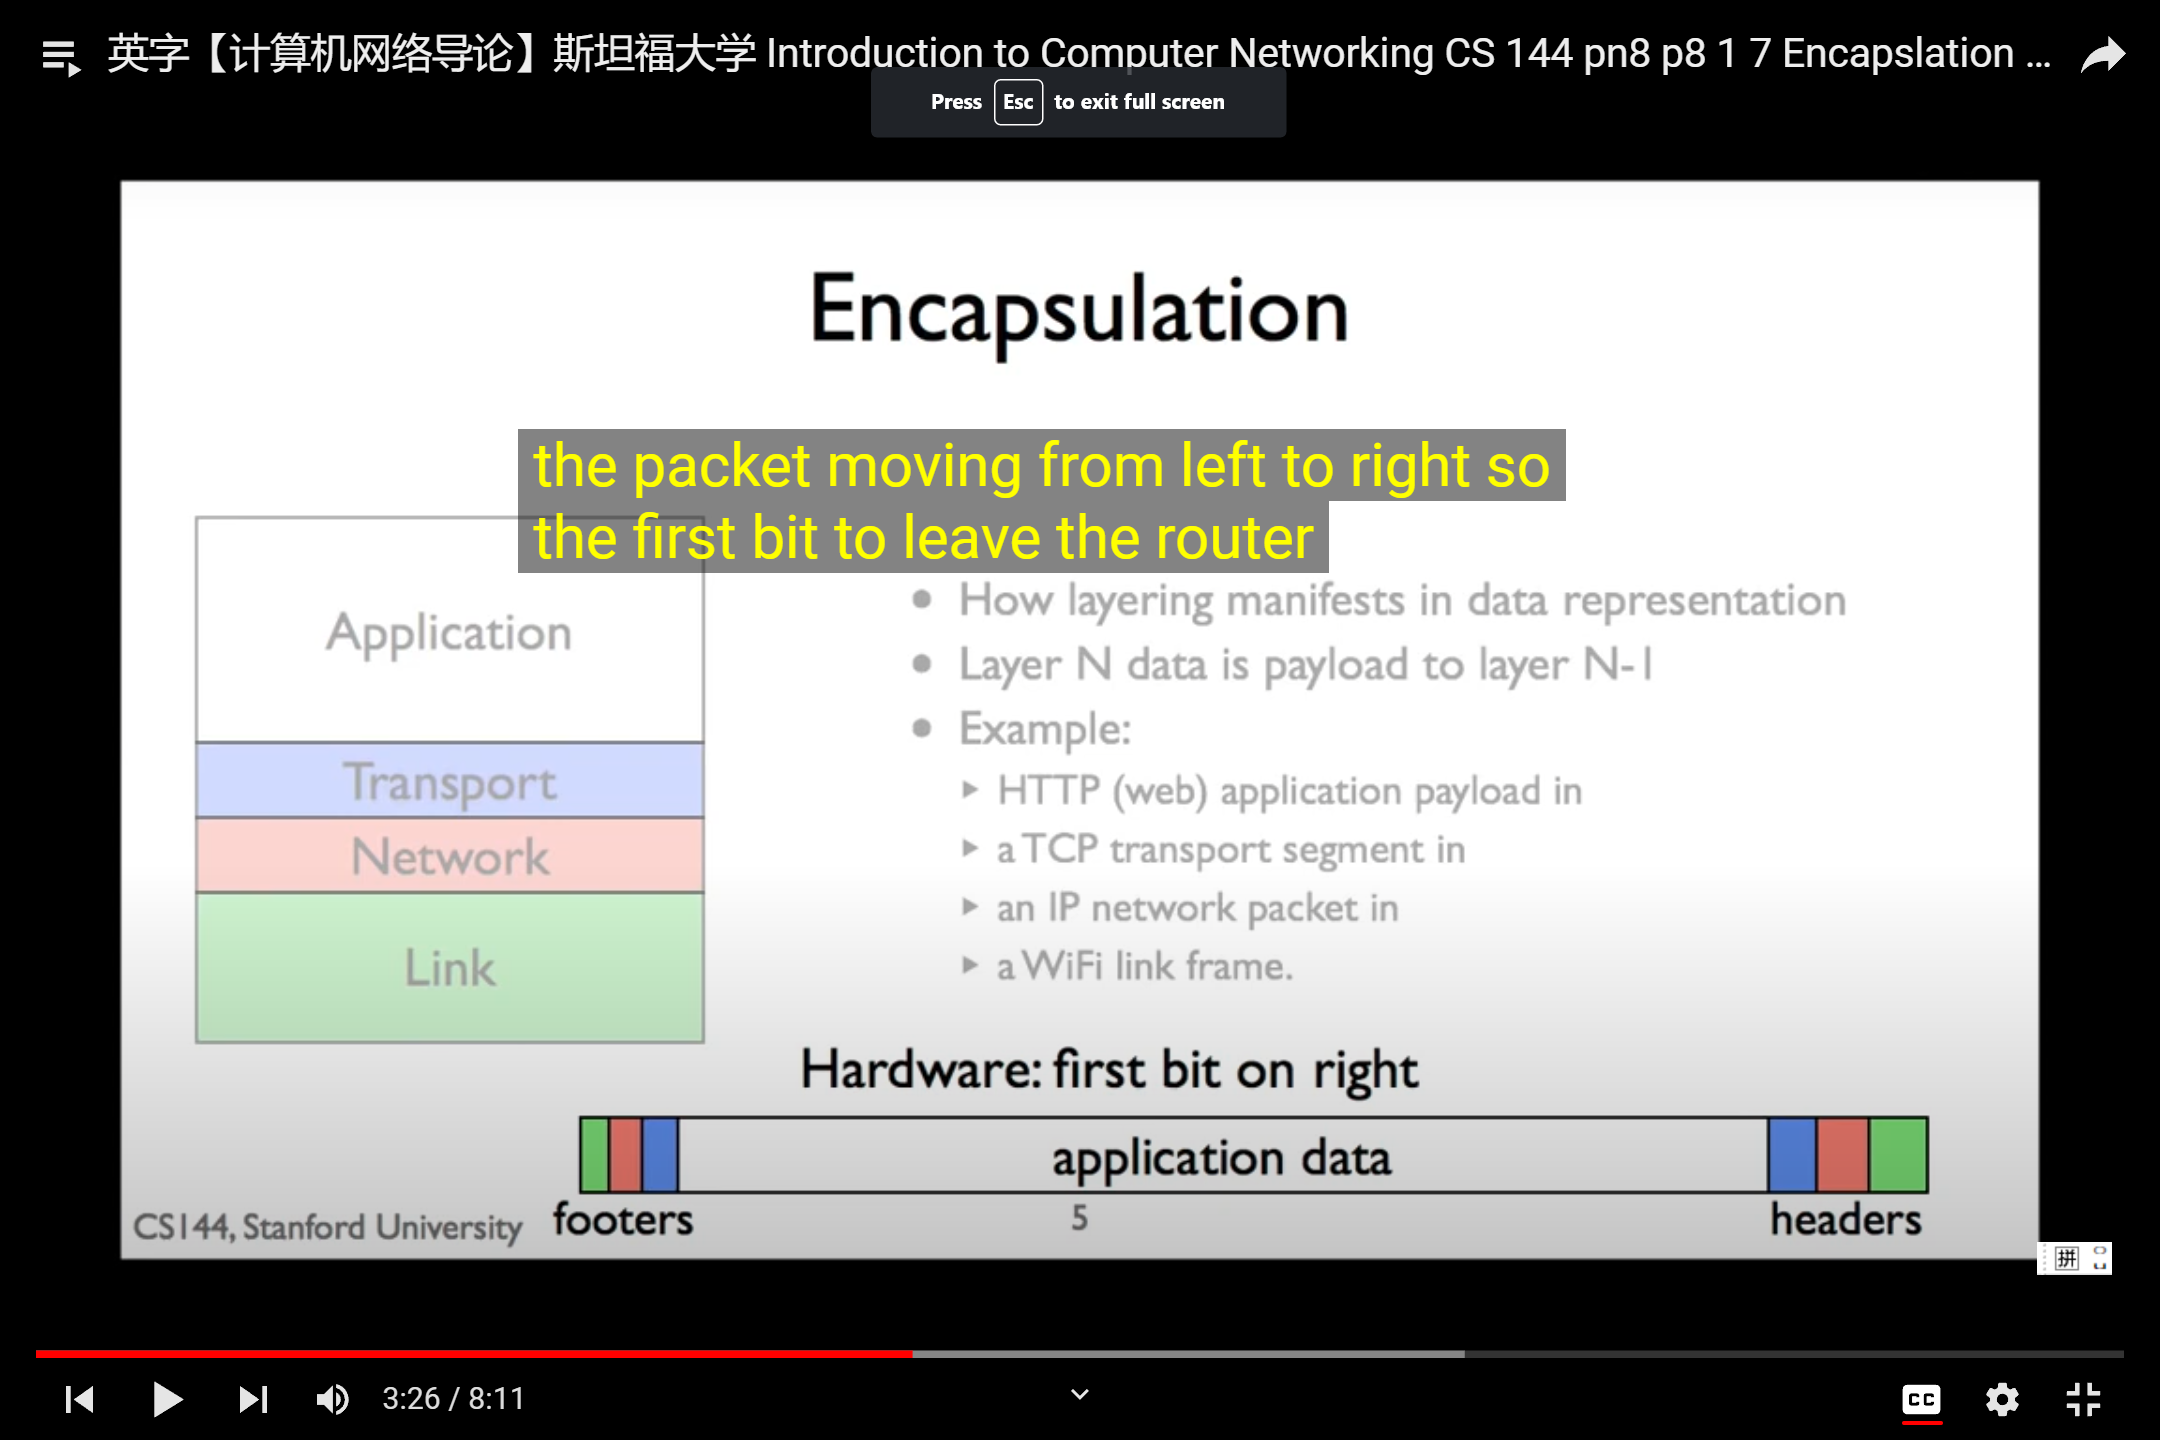 英字【计算机网络导论】斯坦福大学 Introduction to Computer Networking CS 144 pn8 p8 1 7 Encapslation ...
Press Esc to exit full screen
Encapsulation
the packet moving from left to right so
the first bit to leave the router
Application
Transport
Network
Link
• How layering manifests in data representation
• Layer N data is payload to layer N-1
• Example:
‣ HTTP (web) application payload in
‣ a TCP transport segment in
‣ an IP network packet in
‣ a WiFi link frame.
Hardware: first bit on right
application data
footers
headers
CS144, Stanford University
5
拼
3:26 / 8:11
CC